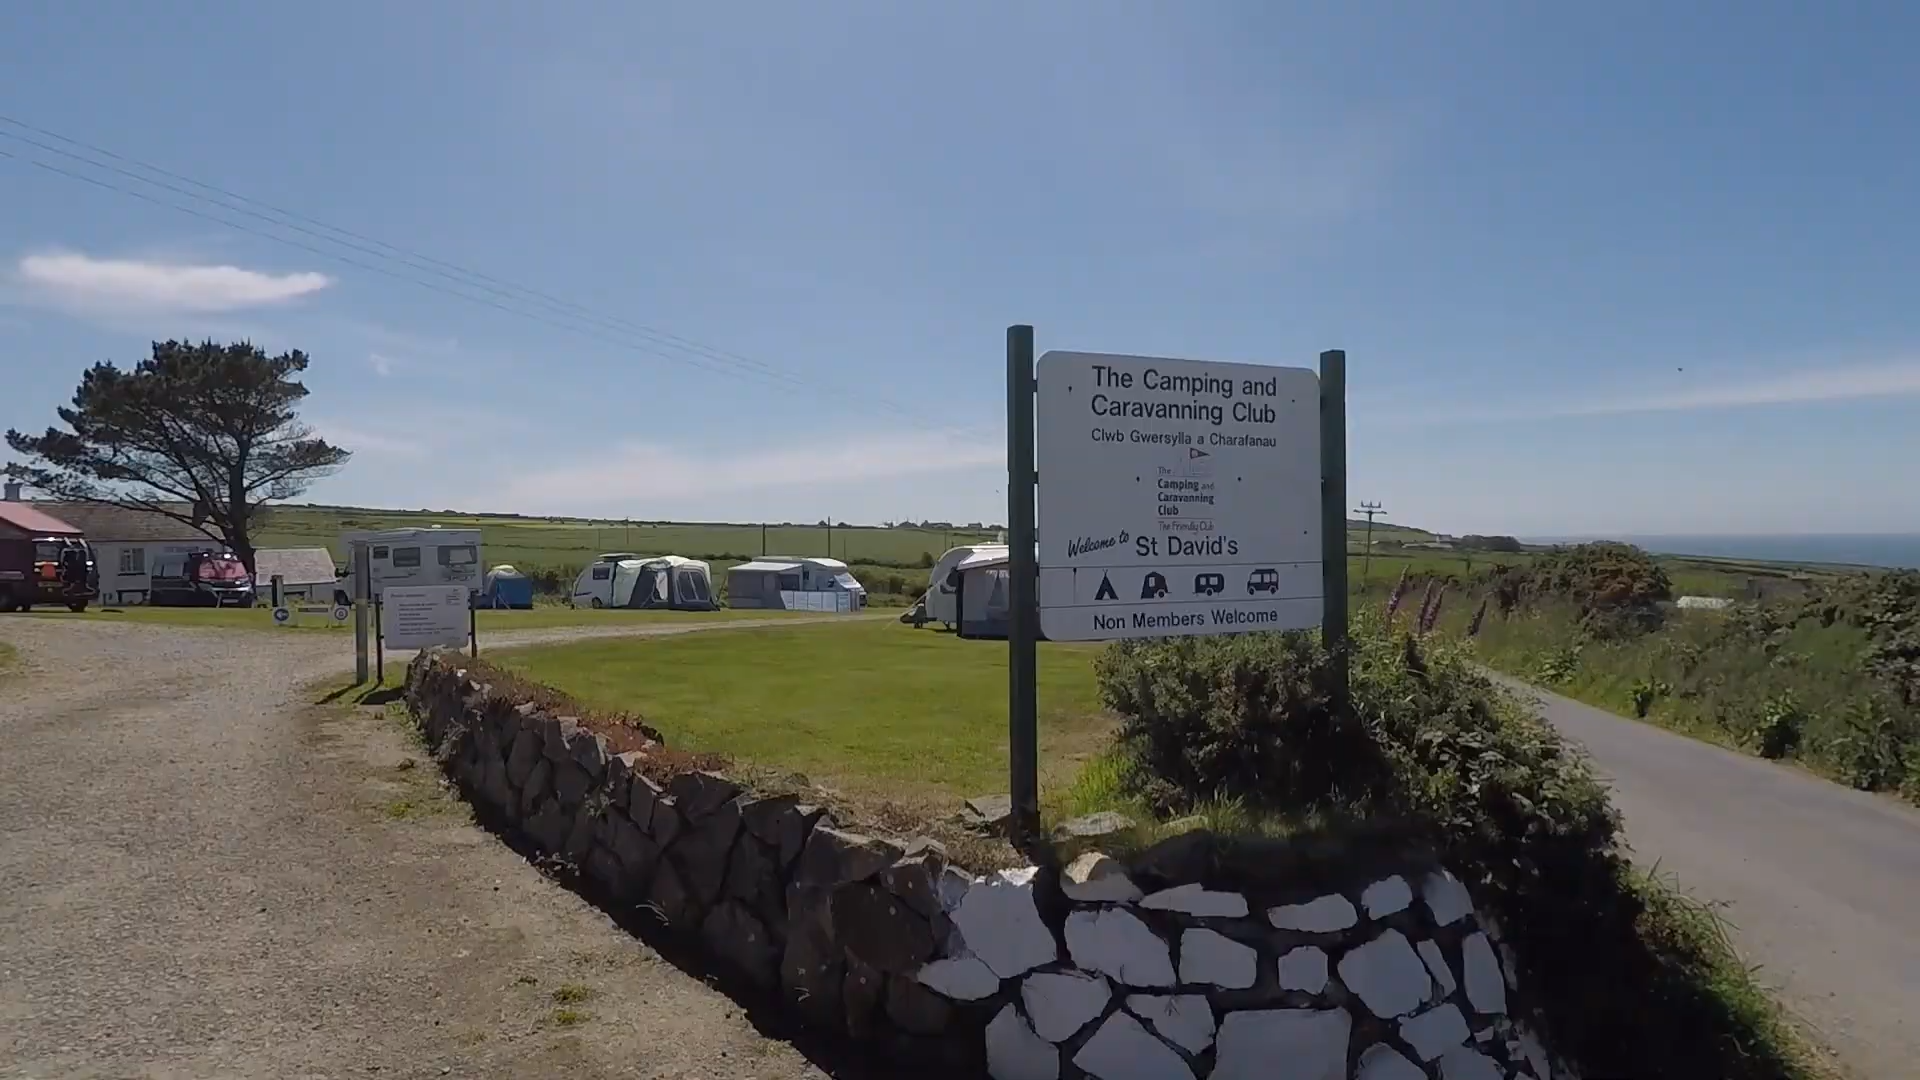 The Camping and
Caravanning Club
Clwb Gwersylla a Charafanau
The
Camping and
Caravanning
Club
The Friendly Club
Welcome to St David's
Non Members Welcome